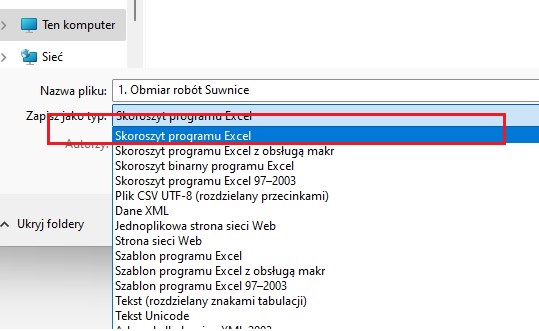 Ten komputer
Sieć
Nazwa pliku: 1. Obmiar robót Suwnice
Zapisz jako typ: Skoroszyt programu Excel
Autorzy:
Skoroszyt programu Excel
Skoroszyt programu Excel z obsługą makr
Skoroszyt binarny programu Excel
Skoroszyt programu Excel 97–2003
Plik CSV UTF-8 (rozdzielany przecinkami)
Dane XML
Jednoplikowa strona sieci Web
Strona sieci Web
Szablon programu Excel
Szablon programu Excel z obsługą makr
Szablon programu Excel 97–2003
Tekst (rozdzielany znakami tabulacji)
Tekst Unicode
Ukryj foldery